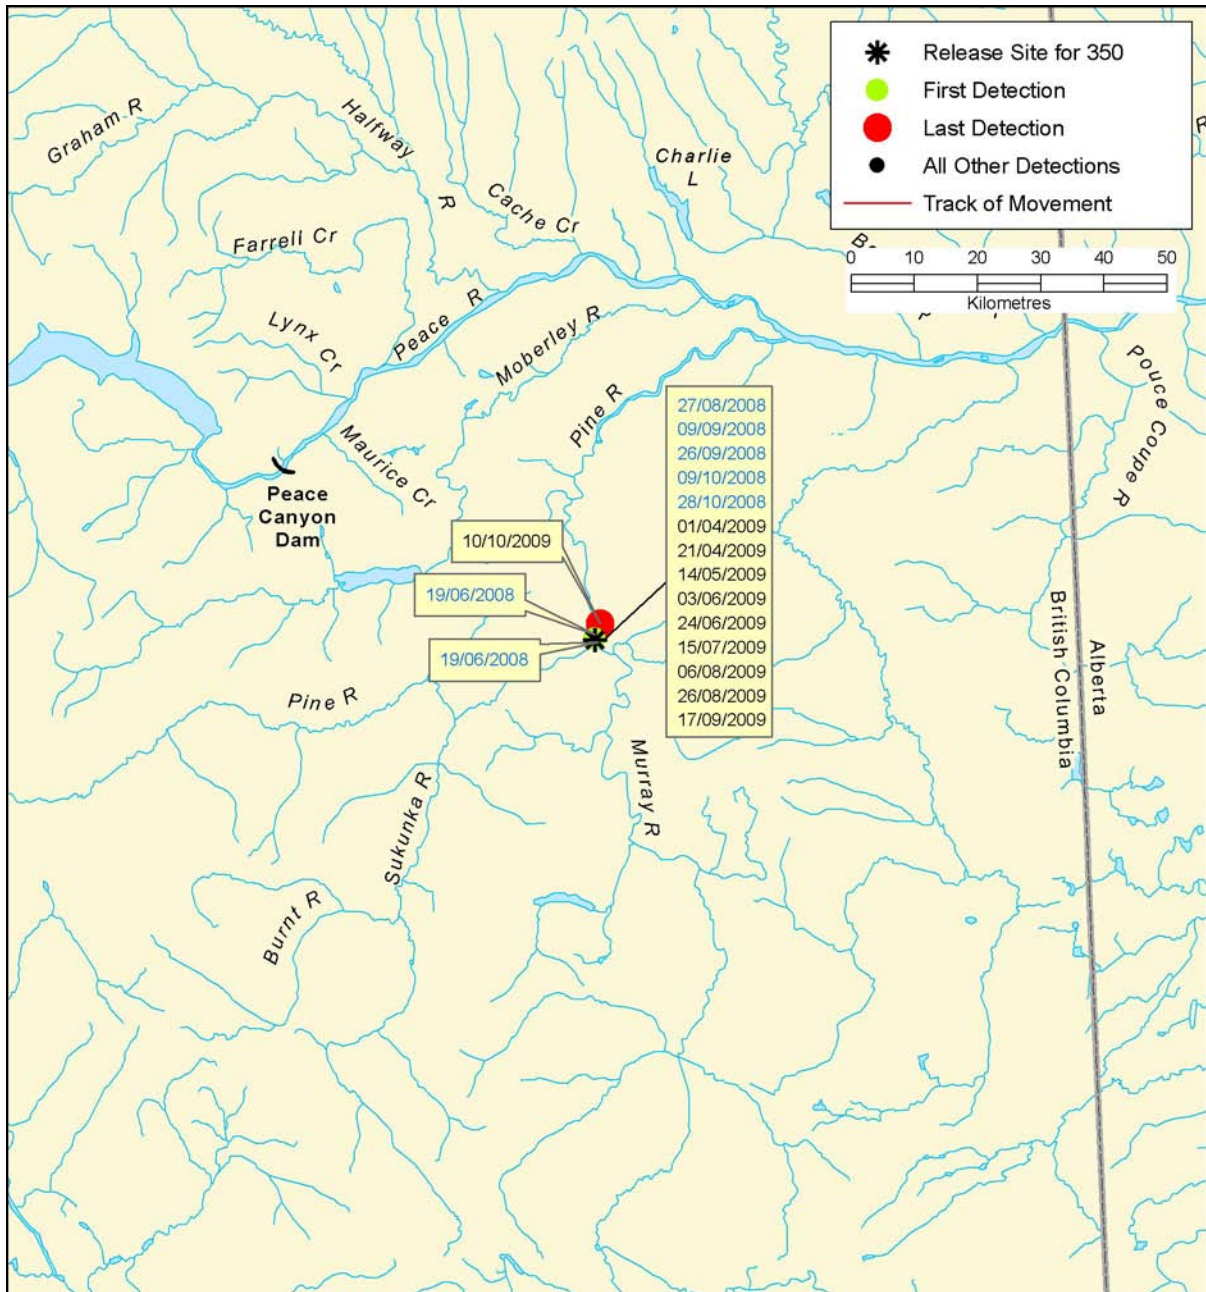 Release Site for 350
First Detection
Last Detection
All Other Detections
Track of Movement
0 10 20 30 40 50
Kilometres
Graham R
Halfway
R
Charlie
L
Cache Cr
Farrell Cr
Lynx Cr
Peace R
Moberley R
Pine R
Maurice Cr
Peace
Canyon
Dam
Pouce Coupe R
27/08/2008
09/09/2008
26/09/2008
09/10/2008
28/10/2008
01/04/2009
21/04/2009
14/05/2009
03/06/2009
24/06/2009
15/07/2009
06/08/2009
26/08/2009
17/09/2009
10/10/2009
19/06/2008
19/06/2008
Pine R
Sukunka R
Murray R
Burnt R
British Columbia
Alberta
R